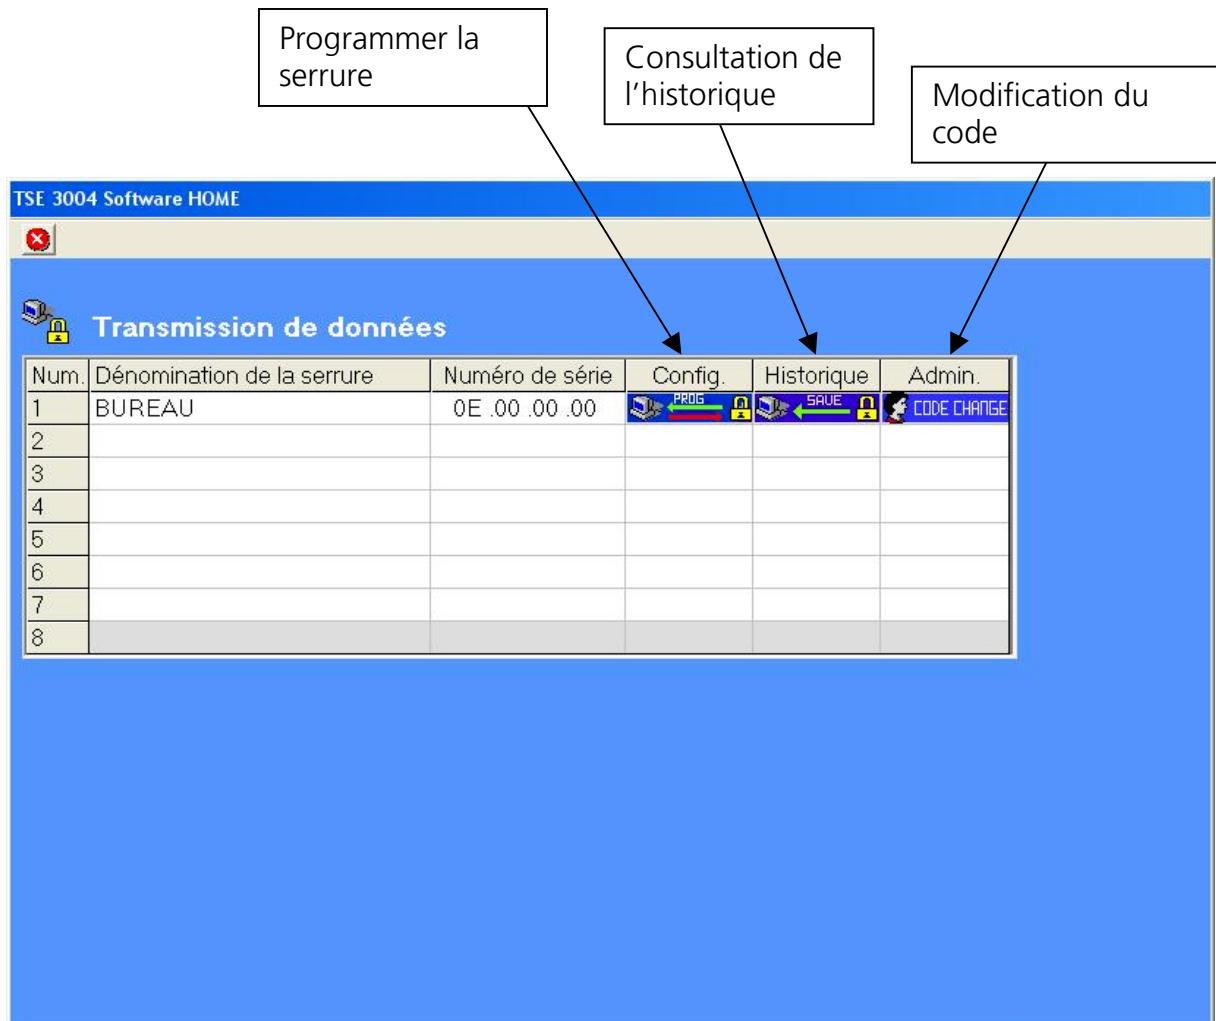 Programmer la
serrure
Consultation de
l'historique
Modification du
code
TSE 3004 Software HOME
Transmission de données
Num. Dénomination de la serrure Numéro de série Config. Historique Admin.
1 BUREAU 0E .00 .00 .00 PROG SAVE CODE CHANGE
2
3
4
5
6
7
8